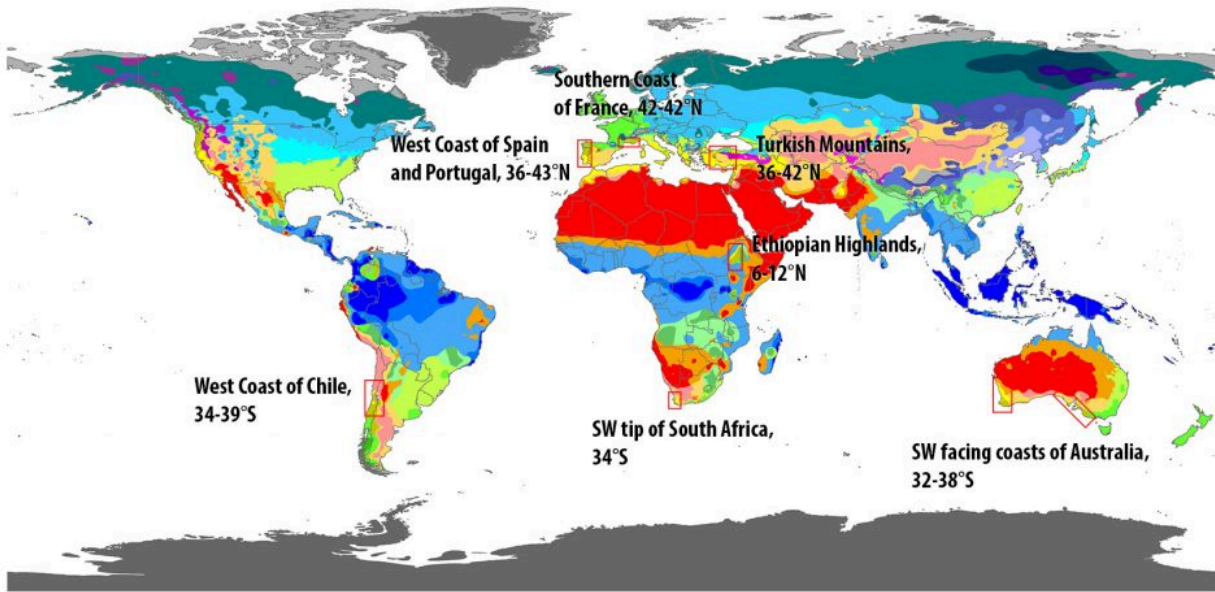 Southern Coast
of France, 42-42°N
West Coast of Spain
and Portugal, 36-43°N
Turkish Mountains,
36-42°N
Ethiopian Highlands,
6-12°N
West Coast of Chile,
34-39°S
SW tip of South Africa,
34°S
SW facing coasts of Australia,
32-38°S